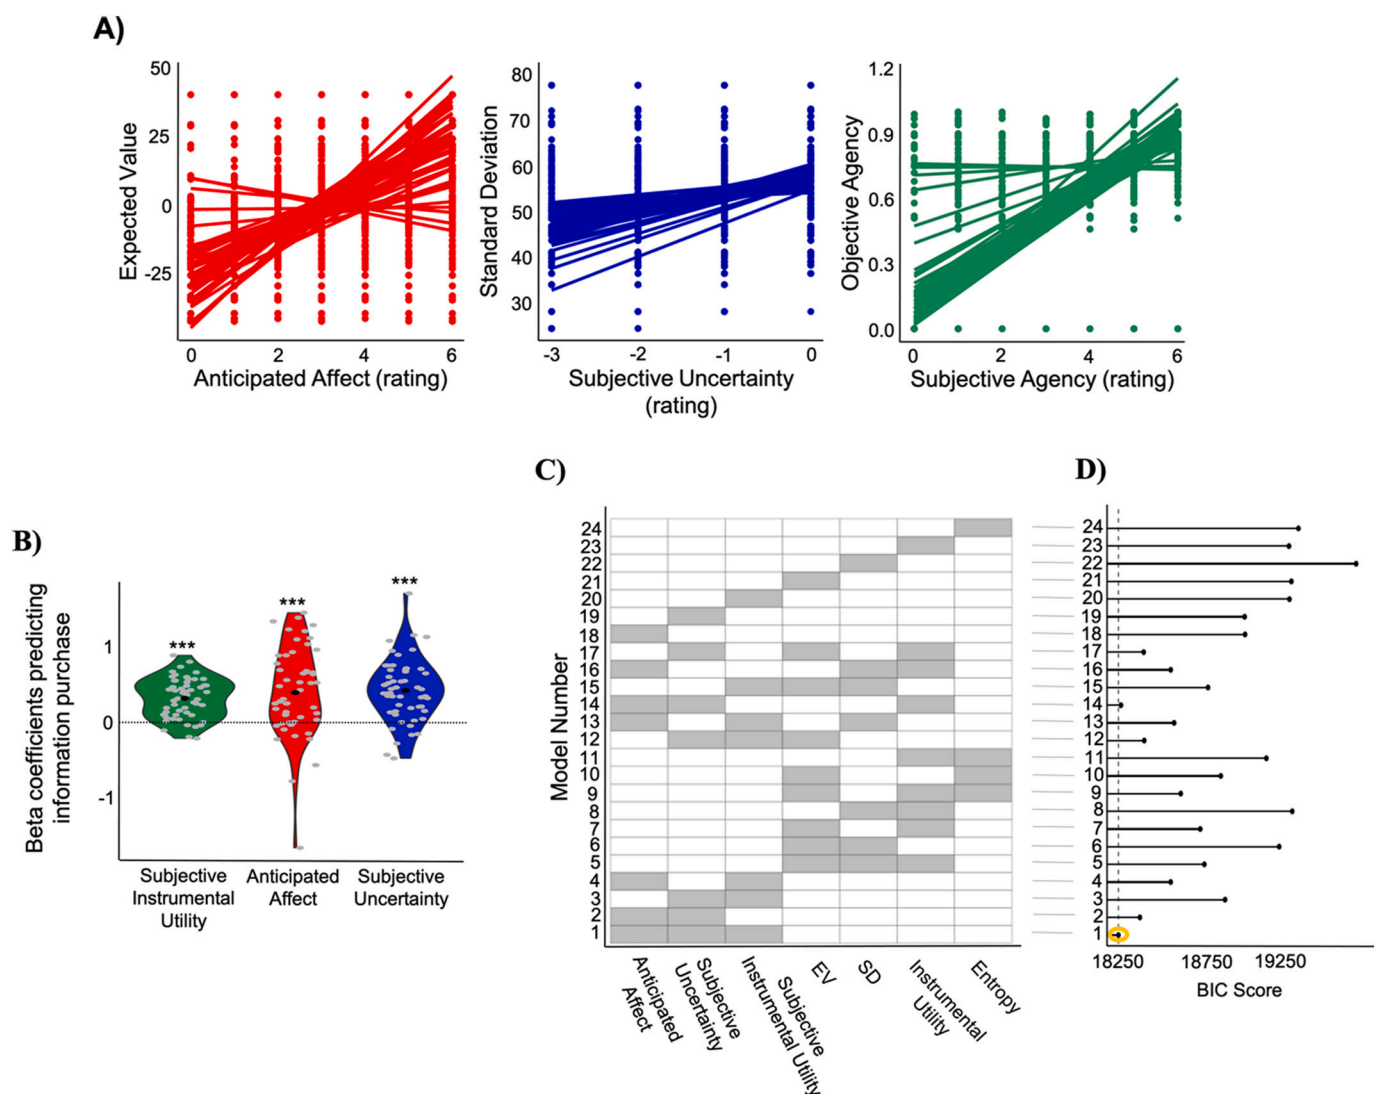 A)
Expected Value
50
25
0
-25
0 2 4 6
Anticipated Affect (rating)
Standard Deviation
80
70
60
50
40
30
-3 -2 -1 0
Subjective Uncertainty
(rating)
Objective Agency
1.2
0.9
0.6
0.3
0.0
0 2 4 6
Subjective Agency (rating)
B)
Beta coefficients predicting
information purchase
1
0
-1
***
***
***
Subjective
Instrumental
Utility
Anticipated
Affect
Subjective
Uncertainty
C)
Model Number
24
23
22
21
20
19
18
17
16
15
14
13
12
11
10
9
8
7
6
5
4
3
2
1
Anticipated
Affect
Subjective
Uncertainty
Subjective
Instrumental Utility
EV
SD
Instrumental
Utility
Entropy
D)
24
23
22
21
20
19
18
17
16
15
14
13
12
11
10
9
8
7
6
5
4
3
2
1
18250 18750 19250
BIC Score